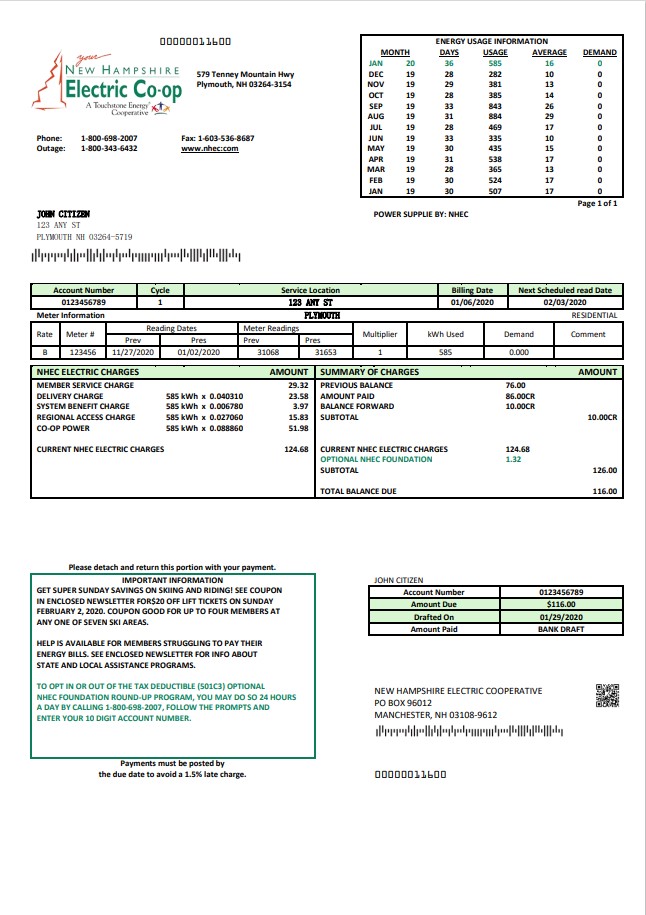 00000011600
your
NEW HAMPSHIRE
Electric Co·op
A Touchstone Energy®
Cooperative
579 Tenney Mountain Hwy
Plymouth, NH 03264-3154
Phone: 1-800-698-2007 Fax: 1-603-536-8687
Outage: 1-800-343-6432 www.nhec.com
ENERGY USAGE INFORMATION
MONTH DAYS USAGE AVERAGE DEMAND
JAN 20 36 585 16 0
DEC 19 28 282 10 0
NOV 19 29 381 13 0
OCT 19 28 385 14 0
SEP 19 33 843 26 0
AUG 19 31 884 29 0
JUL 19 28 469 17 0
JUN 19 33 335 10 0
MAY 19 30 435 15 0
APR 19 31 538 17 0
MAR 19 28 365 13 0
FEB 19 30 524 17 0
JAN 19 30 507 17 0
Page 1 of 1
POWER SUPPLIE BY: NHEC
JOHN CITIZEN
123 ANY ST
PLYMOUTH NH 03264-5719
Account Number Cycle Service Location Billing Date Next Scheduled read Date
0123456789 1 123 ANY ST 01/06/2020 02/03/2020
Meter Information PLYMOUTH RESIDENTIAL
Rate Meter # Reading Dates Meter Readings Multiplier kWh Used Demand Comment
Prev Pres Prev Pres
B 123456 11/27/2020 01/02/2020 31068 31653 1 585 0.000
NHEC ELECTRIC CHARGES AMOUNT
MEMBER SERVICE CHARGE 29.32
DELIVERY CHARGE 585 kWh x 0.040310 23.58
SYSTEM BENEFIT CHARGE 585 kWh x 0.006780 3.97
REGIONAL ACCESS CHARGE 585 kWh x 0.027060 15.83
CO-OP POWER 585 kWh x 0.088860 51.98
CURRENT NHEC ELECTRIC CHARGES 124.68
SUMMARY OF CHARGES AMOUNT
PREVIOUS BALANCE 76.00
AMOUNT PAID 86.00CR
BALANCE FORWARD 10.00CR
SUBTOTAL 10.00CR
CURRENT NHEC ELECTRIC CHARGES 124.68
OPTIONAL NHEC FOUNDATION 1.32
SUBTOTAL 126.00
TOTAL BALANCE DUE 116.00
Please detach and return this portion with your payment.
IMPORTANT INFORMATION
GET SUPER SUNDAY SAVINGS ON SKIING AND RIDING! SEE COUPON
IN ENCLOSED NEWSLETTER FOR$20 OFF LIFT TICKETS ON SUNDAY
FEBRUARY 2, 2020. COUPON GOOD FOR UP TO FOUR MEMBERS AT
ANY ONE OF SEVEN SKI AREAS.
HELP IS AVAILABLE FOR MEMBERS STRUGGLING TO PAY THEIR
ENERGY BILLS. SEE ENCLOSED NEWSLETTER FOR INFO ABOUT
STATE AND LOCAL ASSISTANCE PROGRAMS.
TO OPT IN OR OUT OF THE TAX DEDUCTIBLE (501C3) OPTIONAL
NHEC FOUNDATION ROUND-UP PROGRAM, YOU MAY DO SO 24 HOURS
A DAY BY CALLING 1-800-698-2007, FOLLOW THE PROMPTS AND
ENTER YOUR 10 DIGIT ACCOUNT NUMBER.
Payments must be posted by
the due date to avoid a 1.5% late charge.
JOHN CITIZEN
Account Number 0123456789
Amount Due $116.00
Drafted On 01/29/2020
Amount Paid BANK DRAFT
NEW HAMPSHIRE ELECTRIC COOPERATIVE
PO BOX 96012
MANCHESTER, NH 03108-9612
00000011600